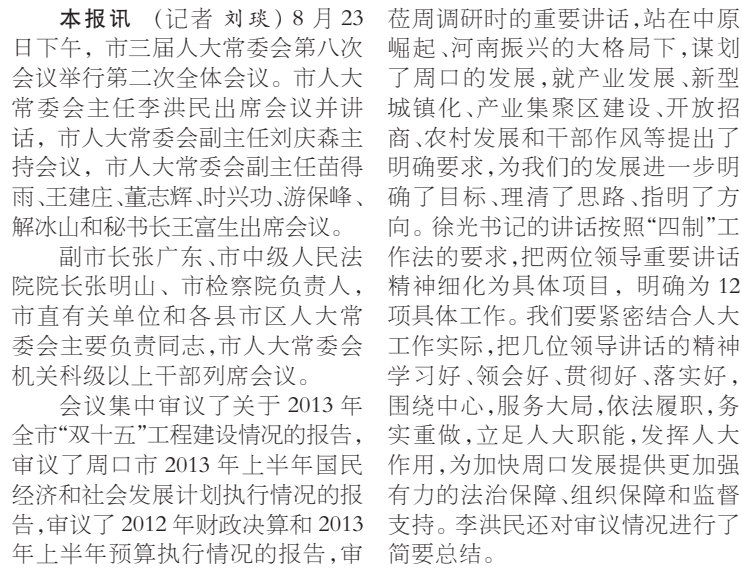 本报讯 （记者 刘琰）8 月 23
日下午，市三届人大常委会第八次
会议举行第二次全体会议。市人大
常委会主任李洪民出席会议并讲
话，市人大常委会副主任刘庆森主
持会议，市人大常委会副主任苗得
雨、王建庄、董志辉、时兴功、游保峰、
解冰山和秘书长王富生出席会议。
副市长张广东、市中级人民法
院院长张明山、市检察院负责人，
市直有关单位和各县市区人大常
委会主要负责同志，市人大常委会
机关科级以上干部列席会议。
会议集中审议了关于 2013 年
全市“双十五”工程建设情况的报告，
审议了周口市 2013 年上半年国民
经济和社会发展计划执行情况的报
告，审议了 2012 年财政决算和 2013
年上半年预算执行情况的报告，审
莅周调研时的重要讲话，站在中原
崛起、河南振兴的大格局下，谋划
了周口的发展，就产业发展、新型
城镇化、产业集聚区建设、开放招
商、农村发展和干部作风等提出了
明确要求，为我们的发展进一步明
确了目标、理清了思路、指明了方
向。徐光书记的讲话按照“四制”工
作法的要求，把两位领导重要讲话
精神细化为具体项目，明确为 12
项具体工作。我们要紧密结合人大
工作实际，把几位领导讲话的精神
学习好、领会好、贯彻好、落实好，
围绕中心，服务大局，依法履职，务
实重做，立足人大职能，发挥人大
作用，为加快周口发展提供更加强
有力的法治保障、组织保障和监督
支持。李洪民还对审议情况进行了
简要总结。